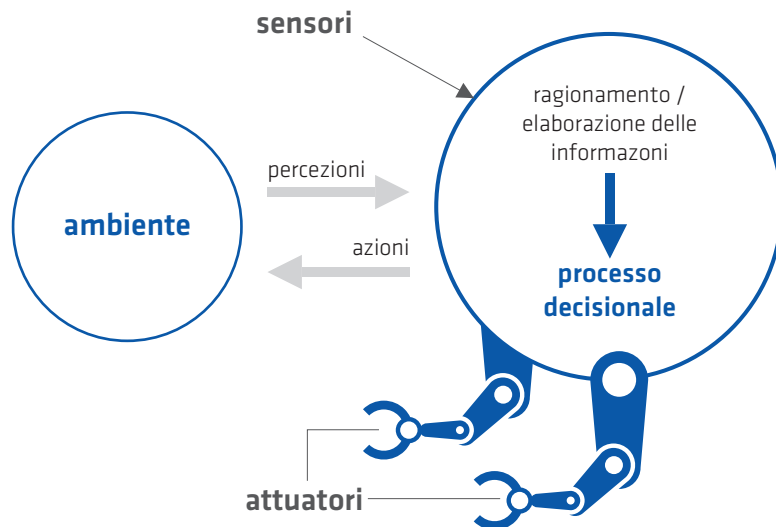 sensori
ragionamento /
elaborazione delle
informazoni
percezioni
ambiente
azioni
processo
decisionale
attuatori